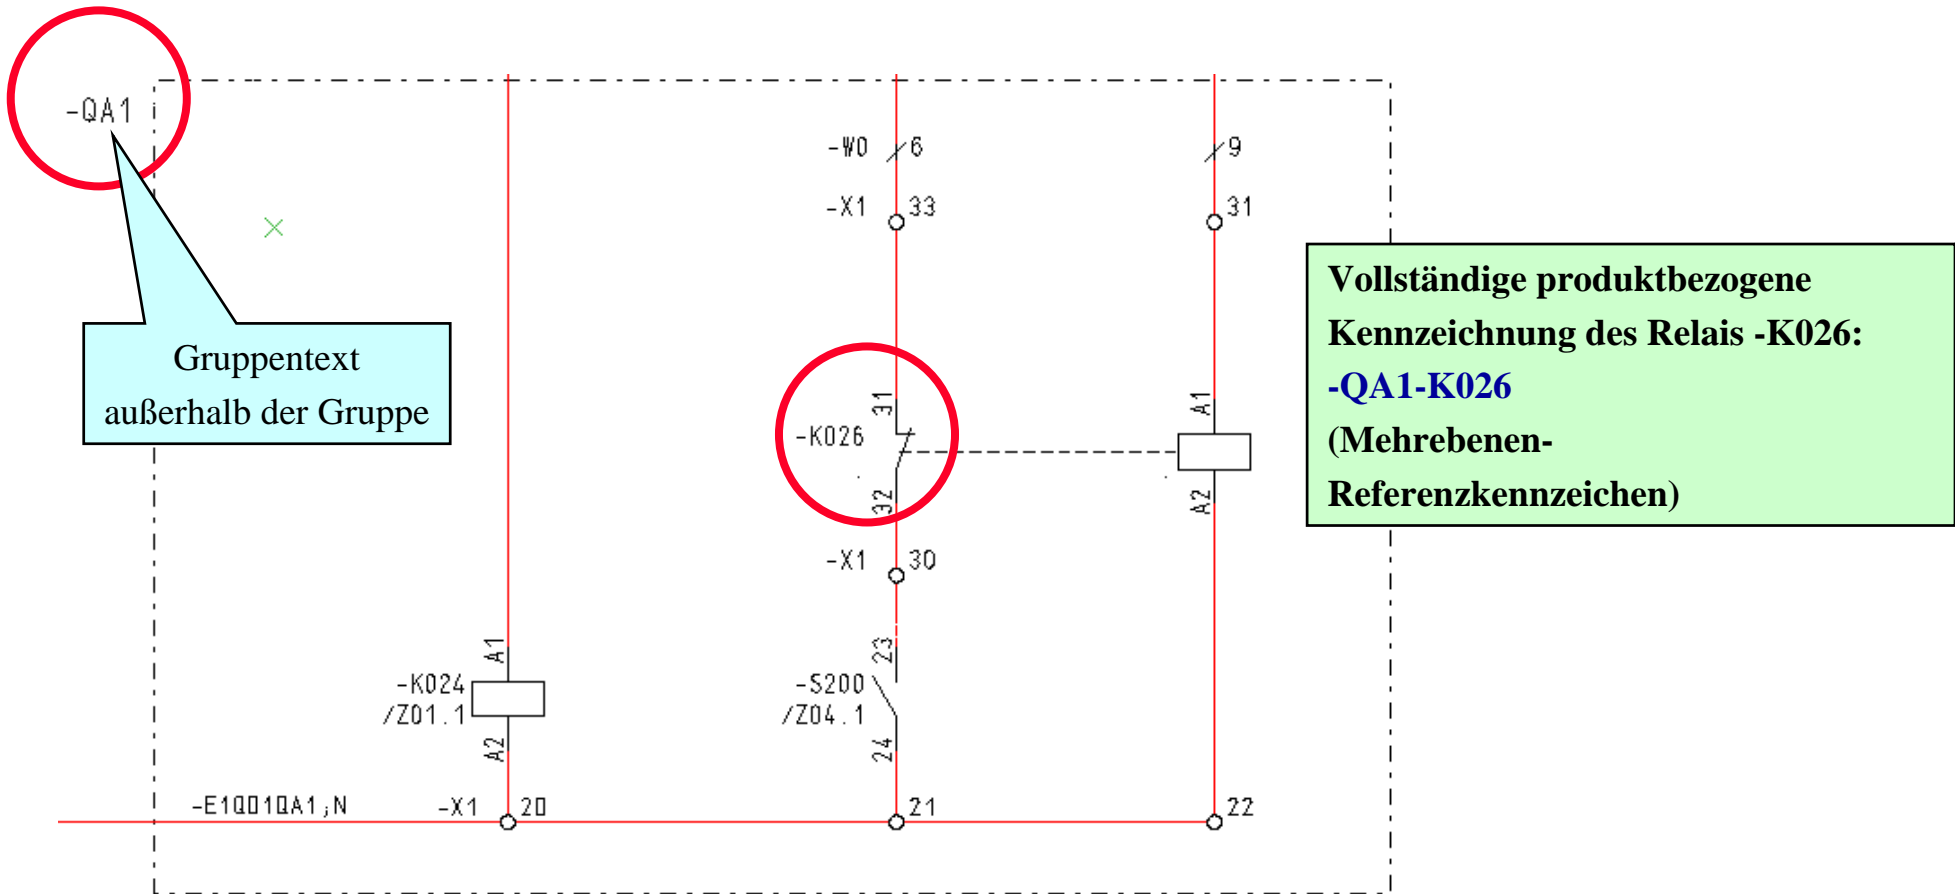 -QA1
-W0 6
9
-X1 33
31
Gruppentext
außerhalb der Gruppe
Vollständige produktbezogene
Kennzeichnung des Relais -K026:
-QA1-K026
(Mehrebenen-
Referenzkennzeichen)
31
-K026
32
A1
A2
-X1 30
A1
-K024
/Z01.1
A2
23
-S200
/Z04.1
24
-E1Q01QA1;N
-X1 20
21
22